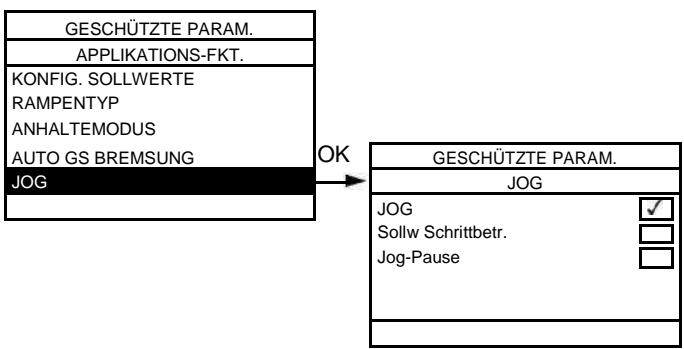 GESCHÜTZTE PARAM.
APPLIKATIONS-FKT.
KONFIG. SOLLWERTE
RAMPENTYP
ANHALTEMODUS
AUTO GS BREMSUNG
JOG
OK
GESCHÜTZTE PARAM.
JOG
JOG
Sollw Schrittbetr.
Jog-Pause